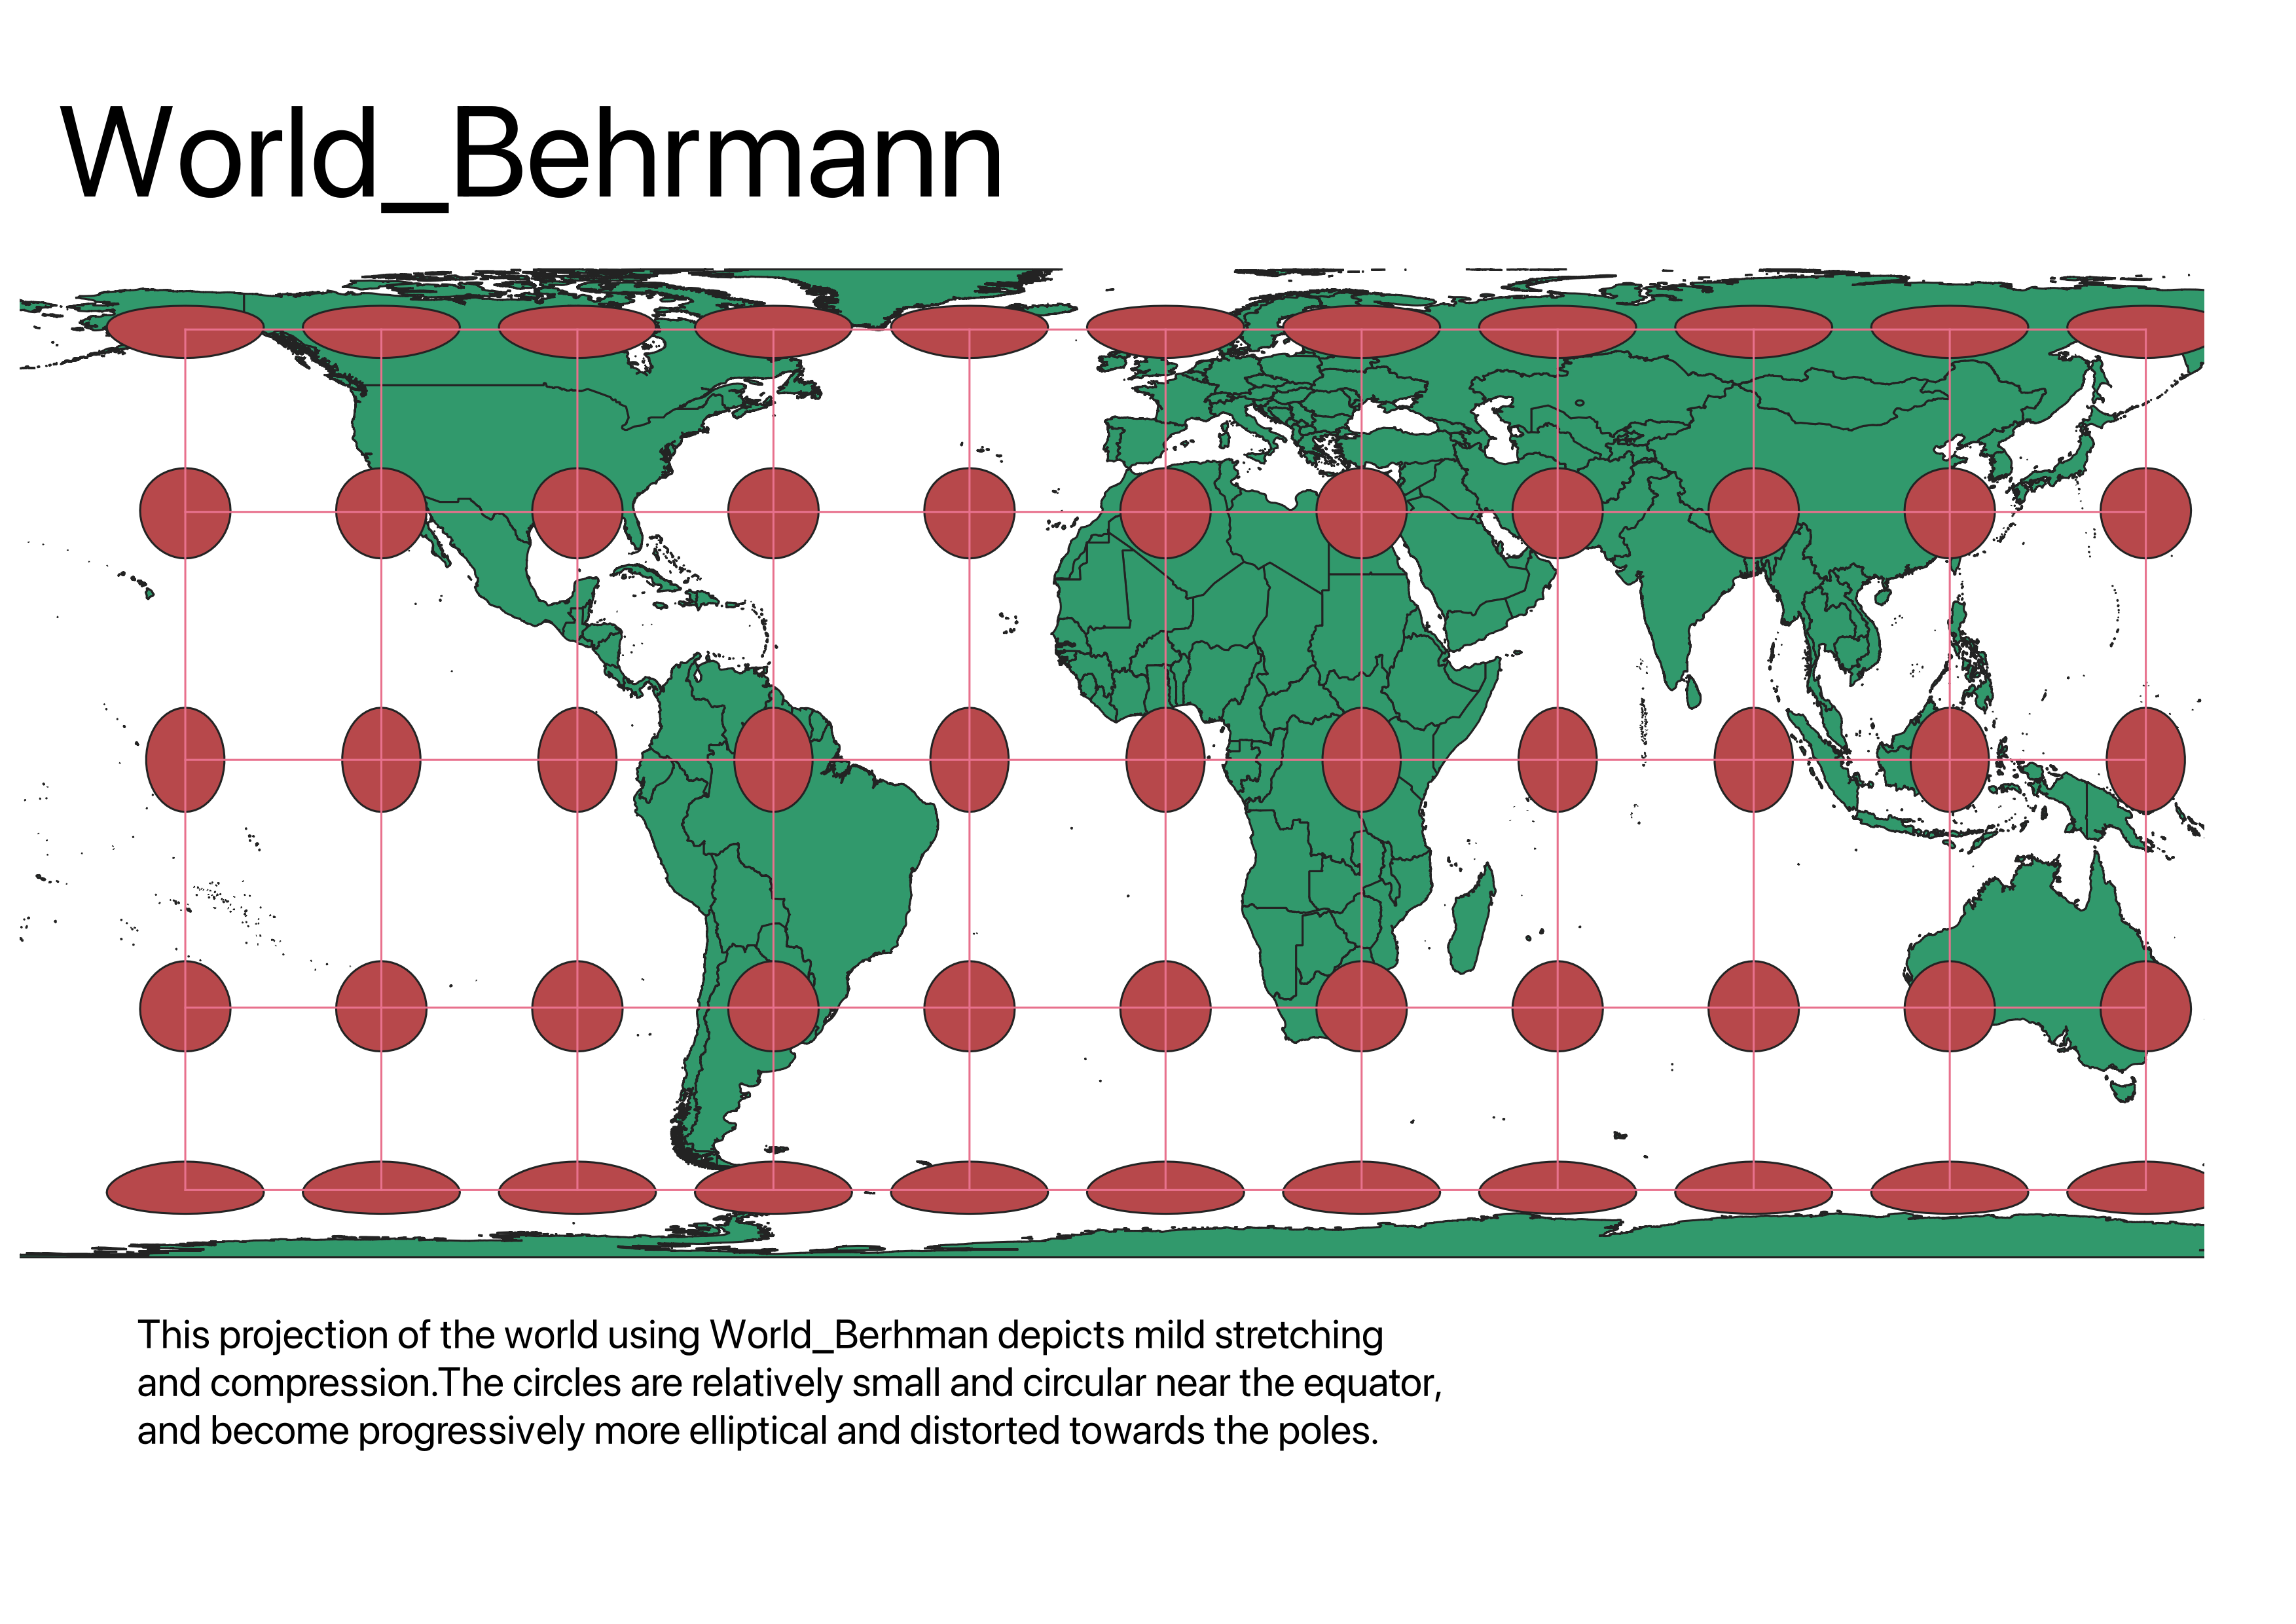 World_Behrmann
This projection of the world using World_Berhman depicts mild stretching
and compression.The circles are relatively small and circular near the equator,
and become progressively more elliptical and distorted towards the poles.